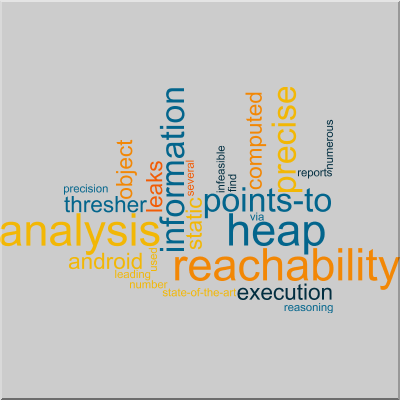 numerous
information
computed
precise
object
leaks
several
infeasible
find
reports
precision
thresher
static
points-to
via
analysis
heap
android
used
reachability
leading
number
state-of-the-art
execution
reasoning